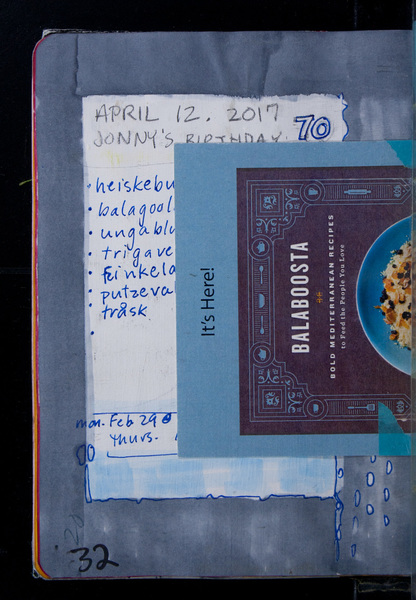 APRIL 12. 2017
JONNY'S BIRTHDAY. 70
• heiskebu
• balagool
• ungablu
• trigave
• feinkela
• putzeva
• tråsk
•
mon. Feb 29
thurs.
32
It's Here!
BALABOOSTA
BOLD MEDITERRANEAN RECIPES
to Feed the People You Love